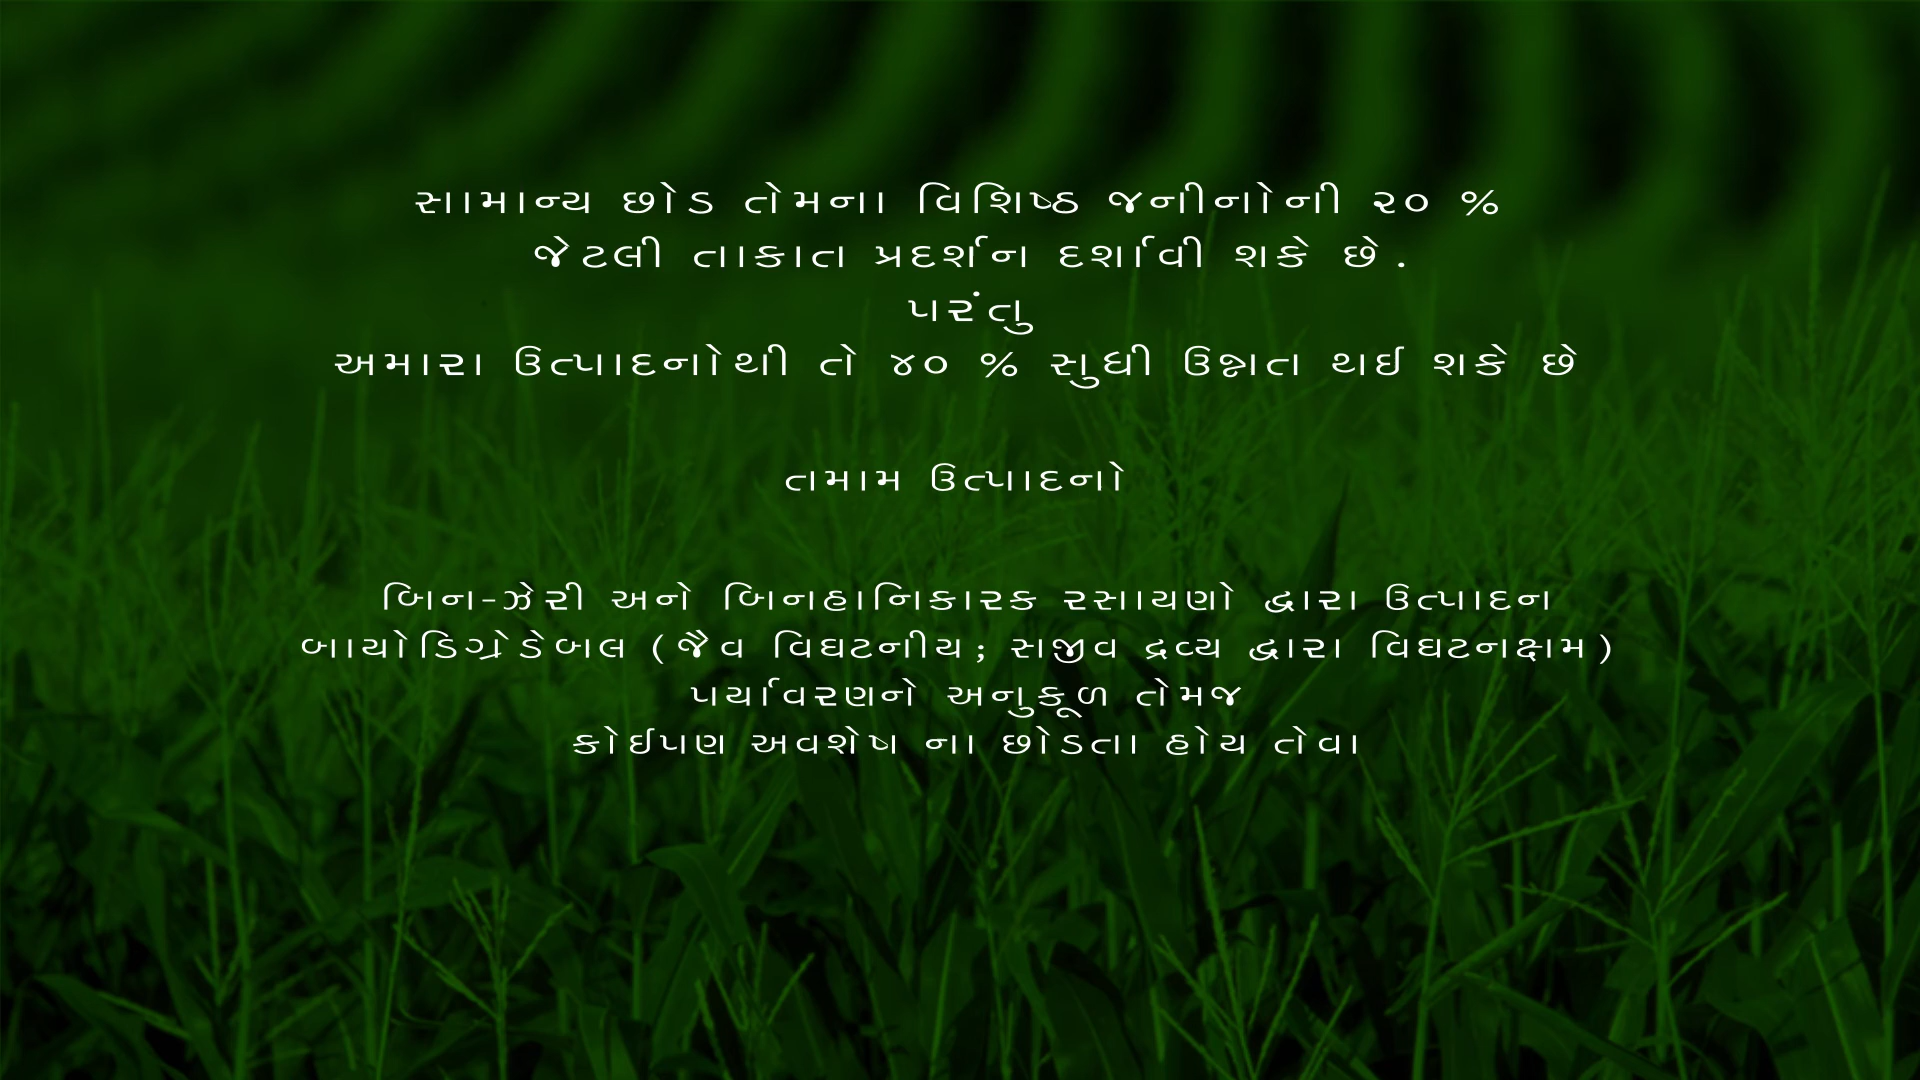 સામાન્ય છોડ તેમના વિશિષ્ઠ જનીનોની ૨૦ %
જેટલી તાકાત પ્રદર્શન દર્શાવી શકે છે.
પરંતુ
અમારા ઉત્પાદનોથી તો ૪૦ % સુધી ઉન્નત થઈ શકે છે
તમામ ઉત્પાદનો
બિન-ઝેરી અને બિનહાનિકારક રસાયણો દ્વારા ઉત્પાદન
બાયોડિગ્રેડેબલ (જૈવ વિઘટનીય; સજીવ દ્રવ્ય દ્વારા વિઘટનક્ષમ)
પર્યાવરણને અનુકૂળ તેમજ
કોઈપણ અવશેષ ના છોડતા હોય તેવા